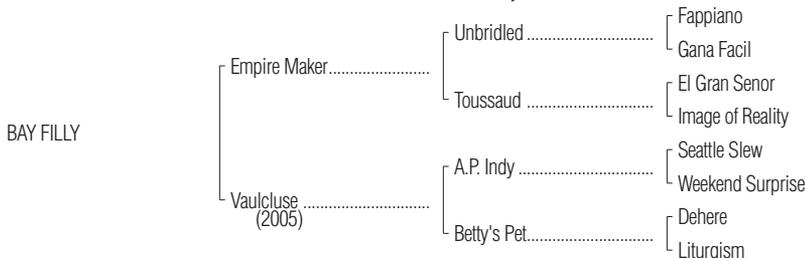 Fappiano
Unbridled ............................
Gana Facil
Empire Maker.......................
El Gran Senor
Toussaud ............................
Image of Reality
BAY FILLY
Seattle Slew
A.P. Indy ..............................
Weekend Surprise
Vaulcluse ............................
(2005)
Dehere
Betty's Pet............................
Liturgism